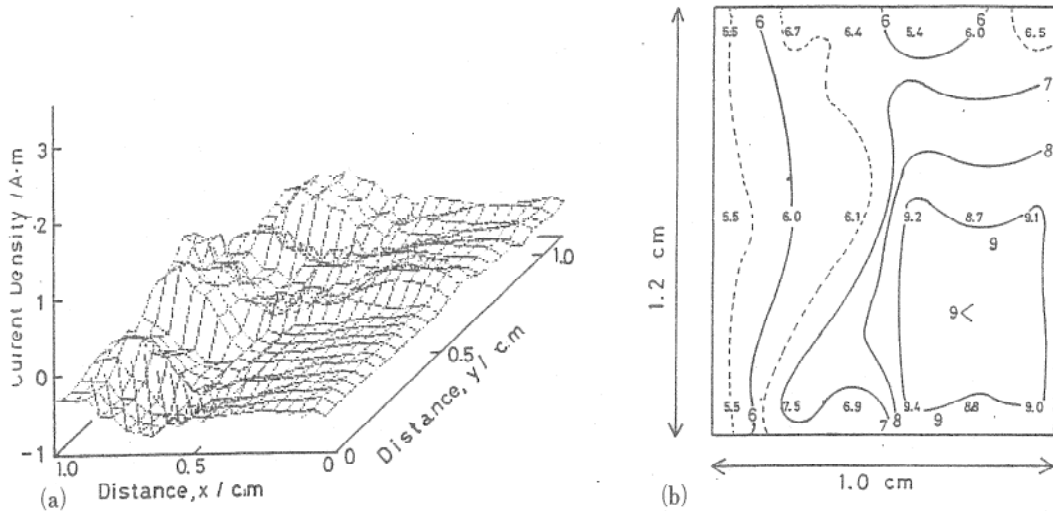 Current Density / A·m
3
2
1
0
-1
1.0
0.5
0
0
0.5
1.0
Distance, x / cm
Distance, y / cm
(a)
1.2 cm
5.5 6 6.7 6.4 6 5.4 6 6.0 6.5
7
8
5.5 6.0 6.1 9.2 8.7 9.1
9
9<
5.5 6 7.5 6.9 7 8 9.4 9 8.8 9.0
1.0 cm
(b)